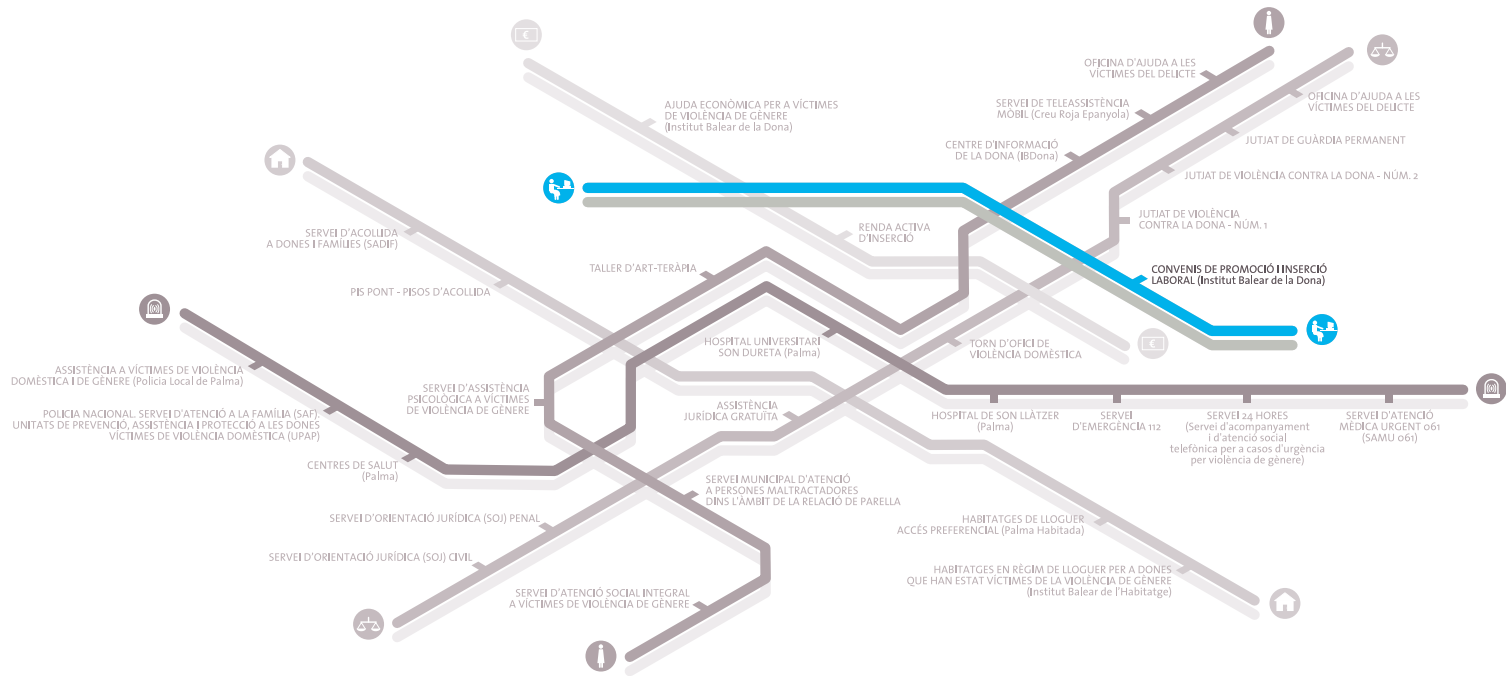 OFICINA D'AJUDA A LES
VÍCTIMES DEL DELICTE
OFICINA D'AJUDA A LES
VÍCTIMES DEL DELICTE
AJUDA ECONÒMICA PER A VÍCTIMES
DE VIOLÈNCIA DE GÈNERE
(Institut Balear de la Dona)
SERVEI DE TELEASSISTÈNCIA
MÒBIL (Creu Roja Epanyola)
JUTJAT DE GUÀRDIA PERMANENT
CENTRE D'INFORMACIÓ
DE LA DONA (IBDona)
JUTJAT DE VIOLÈNCIA CONTRA LA DONA - NÚM. 2
JUTJAT DE VIOLÈNCIA
CONTRA LA DONA - NÚM. 1
SERVEI D'ACOLLIDA
A DONES I FAMÍLIES (SADIF)
RENDA ACTIVA
D'INSERCIÓ
TALLER D'ART-TERÀPIA
CONVENIS DE PROMOCIÓ I INSERCIÓ
LABORAL (Institut Balear de la Dona)
PIS PONT - PISOS D'ACOLLIDA
HOSPITAL UNIVERSITARI
SON DURETA (Palma)
TORN D'OFICI DE
VIOLÈNCIA DOMÈSTICA
ASSISTÈNCIA A VÍCTIMES DE VIOLÈNCIA
DOMÈSTICA I DE GÈNERE (Policia Local de Palma)
SERVEI D'ASSISTÈNCIA
PSICOLÒGICA A VÍCTIMES
DE VIOLÈNCIA DE GÈNERE
ASSISTÈNCIA
JURÍDICA GRATUÏTA
POLICIA NACIONAL. SERVEI D'ATENCIÓ A LA FAMÍLIA (SAF).
UNITATS DE PREVENCIÓ, ASSISTÈNCIA I PROTECCIÓ A LES DONES
VÍCTIMES DE VIOLÈNCIA DOMÈSTICA (UPAP)
HOSPITAL DE SON LLÀTZER
(Palma)
SERVEI
D'EMERGÈNCIA 112
SERVEI 24 HORES
(Servei d'acompanyament
i d'atenció social
telefònica per a casos d'urgència
per violència de gènere)
SERVEI D'ATENCIÓ
MÈDICA URGENT 061
(SAMU 061)
CENTRES DE SALUT
(Palma)
SERVEI MUNICIPAL D'ATENCIÓ
A PERSONES MALTRACTADORES
DINS L'ÀMBIT DE LA RELACIÓ DE PARELLA
SERVEI D'ORIENTACIÓ JURÍDICA (SOJ) PENAL
HABITATGES DE LLOGUER
ACCÉS PREFERENCIAL (Palma Habitada)
SERVEI D'ORIENTACIÓ JURÍDICA (SOJ) CIVIL
HABITATGES EN RÈGIM DE LLOGUER PER A DONES
QUE HAN ESTAT VÍCTIMES DE LA VIOLÈNCIA DE GÈNERE
(Institut Balear de l'Habitatge)
SERVEI D'ATENCIÓ SOCIAL INTEGRAL
A VÍCTIMES DE VIOLÈNCIA DE GÈNERE